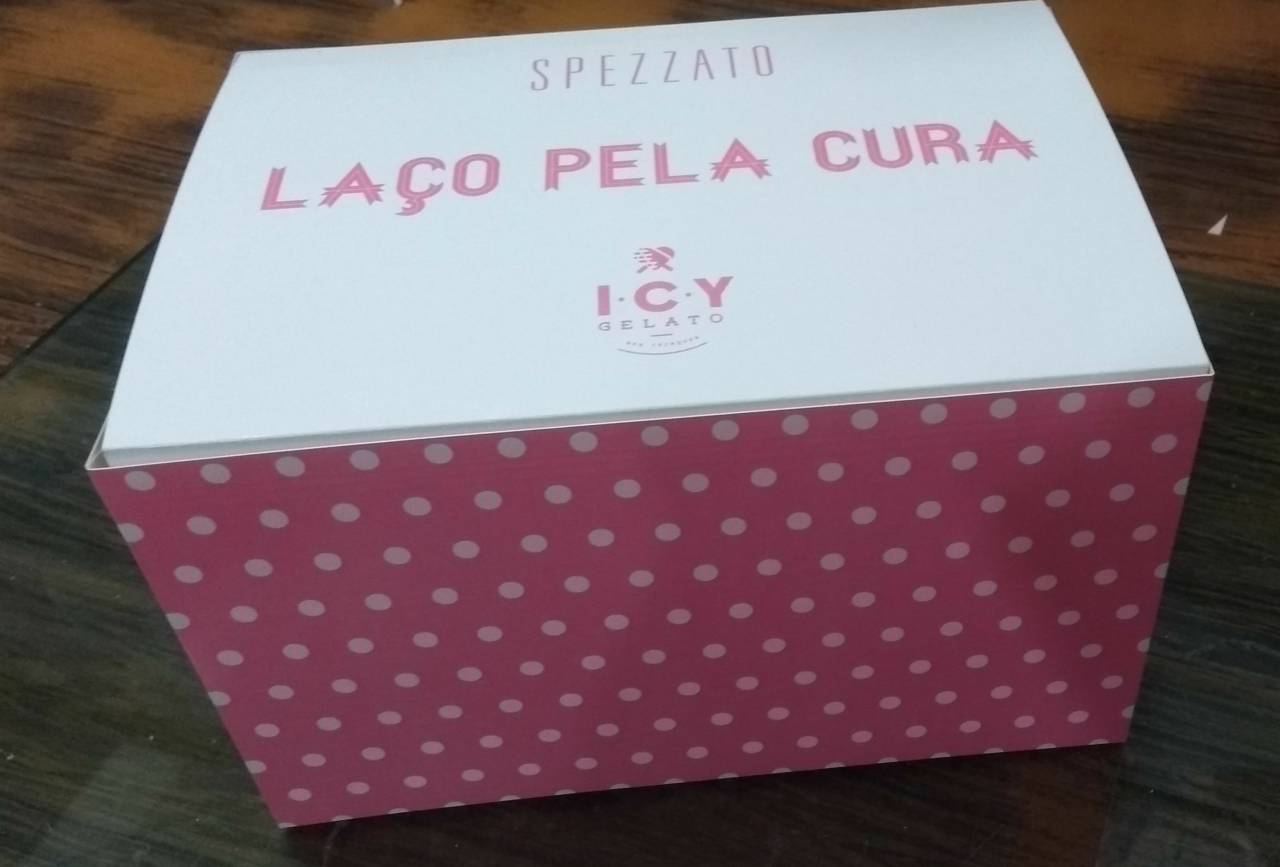 SPEZZATO
LAÇO PELA CURA
I·C·Y
GELATO